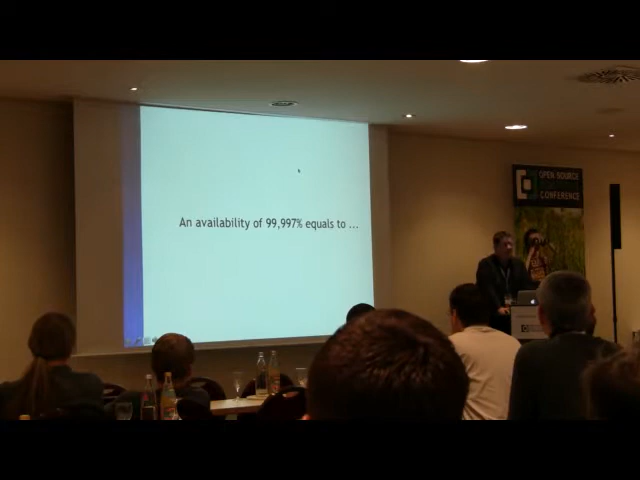 An availability of 99,997% equals to ...
OPEN SOURCE
CONFERENCE